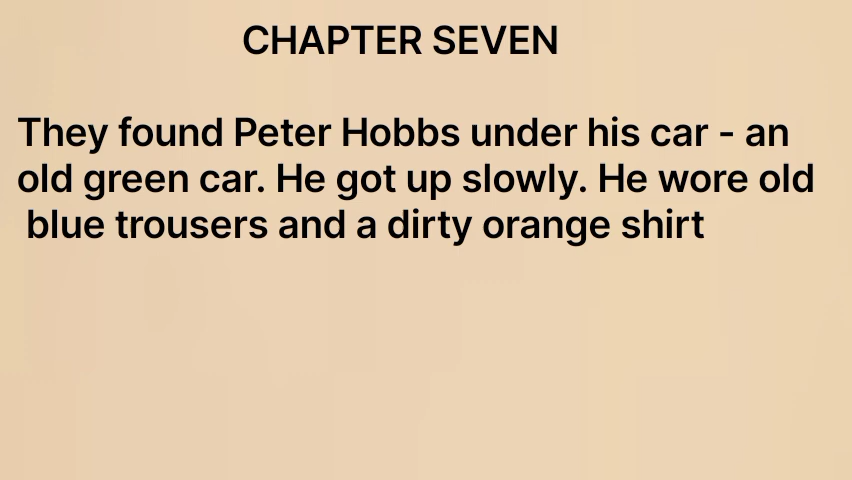 CHAPTER SEVEN
They found Peter Hobbs under his car - an
old green car. He got up slowly. He wore old
blue trousers and a dirty orange shirt